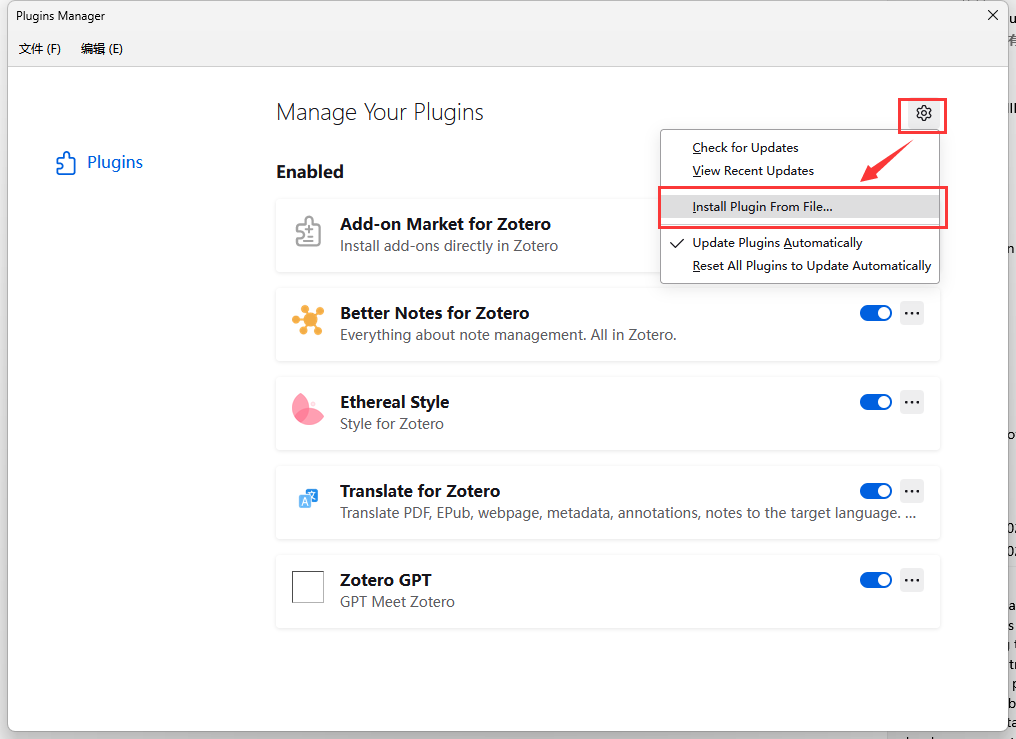 Plugins Manager
文件 (F) 编辑 (E)
Manage Your Plugins
Plugins
Check for Updates
View Recent Updates
Install Plugin From File...
Update Plugins Automatically
Reset All Plugins to Update Automatically
Enabled
Add-on Market for Zotero
Install add-ons directly in Zotero
Better Notes for Zotero
Everything about note management. All in Zotero.
Ethereal Style
Style for Zotero
Translate for Zotero
Translate PDF, EPub, webpage, metadata, annotations, notes to the target language. ...
Zotero GPT
GPT Meet Zotero